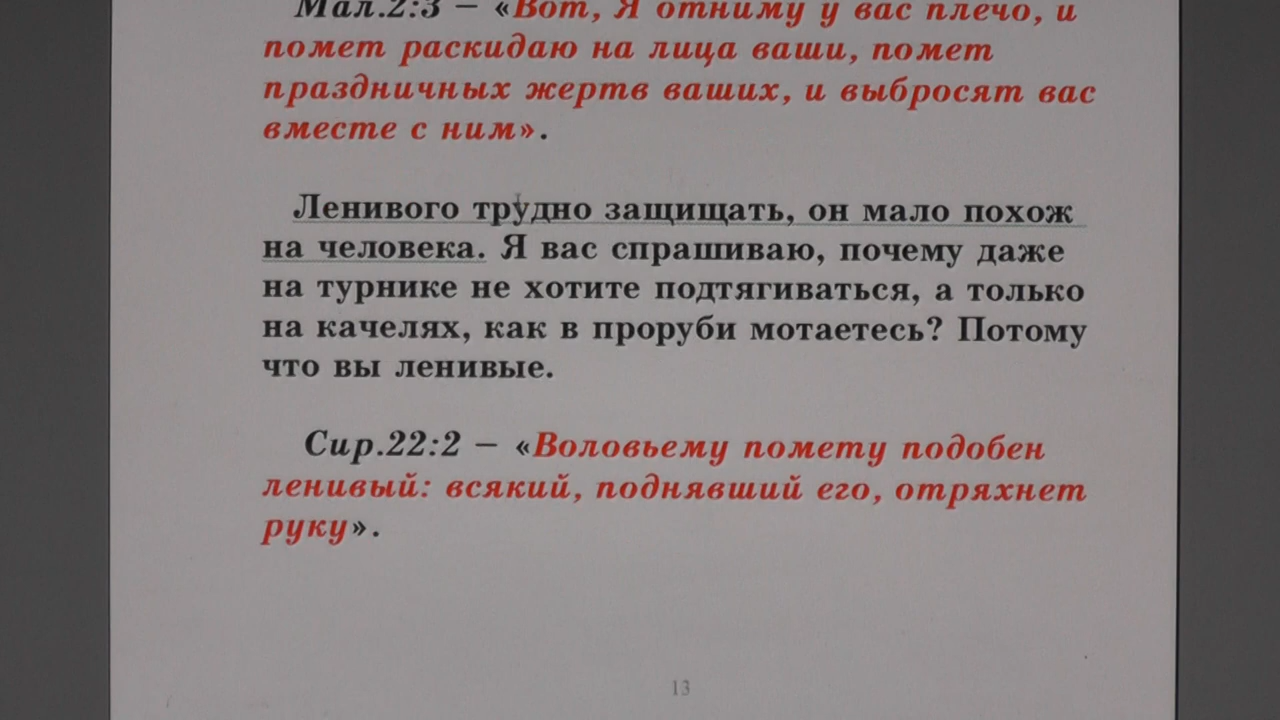 Мал.2:3 – «Вот, Я отниму у вас плечо, и
помет раскидаю на лица ваши, помет
праздничных жертв ваших, и выбросят вас
вместе с ним».
Ленивого трудно защищать, он мало похож
на человека. Я вас спрашиваю, почему даже
на турнике не хотите подтягиваться, а только
на качелях, как в проруби мотаетесь? Потому
что вы ленивые.
Сир.22:2 – «Воловьему помету подобен
ленивый: всякий, поднявший его, отряхнет
руку».
13